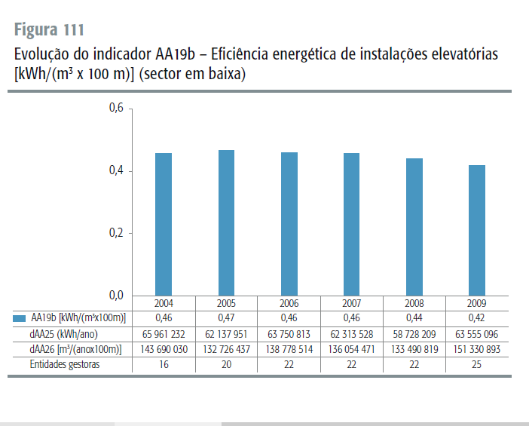 Figura 111
Evolução do indicador AA19b – Eficiência energética de instalações elevatórias
[kWh/(m³ x 100 m)] (sector em baixa)
0,6
0,4
0,2
0,0
2004 2005 2006 2007 2008 2009
AA19b [kWh/(m³x100m)] 0,46 0,47 0,46 0,46 0,44 0,42
dAA25 (kWh/ano) 65 961 232 62 137 951 63 750 813 62 313 528 58 728 209 63 555 096
dAA26 [m³/(anox100m)] 143 690 030 132 726 437 138 778 514 136 054 471 133 490 819 151 330 893
Entidades gestoras 16 20 22 22 22 25